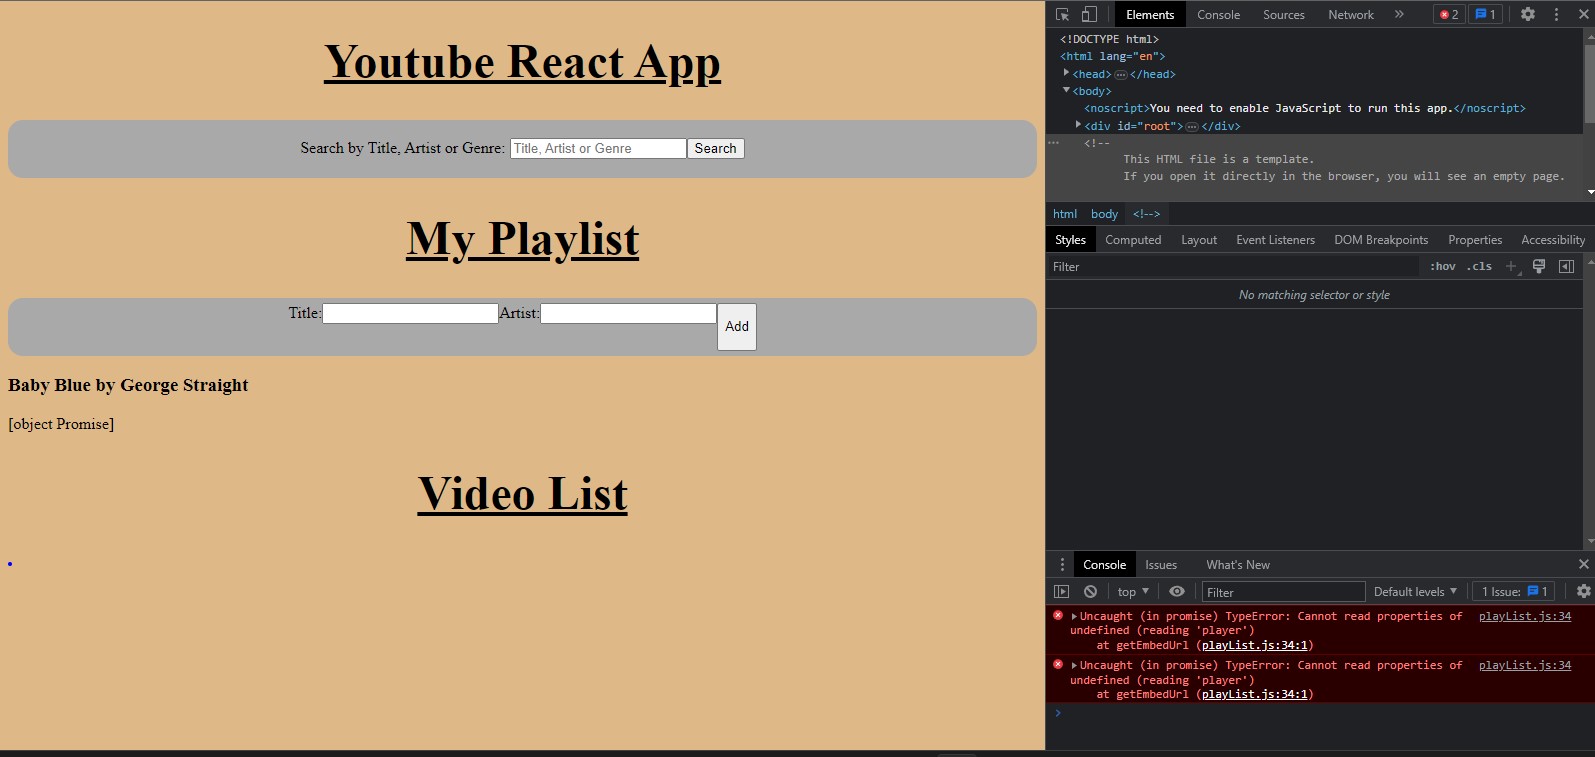 Youtube React App
Search by Title, Artist or Genre: Title, Artist or Genre Search
My Playlist
Title: Artist: Add
Baby Blue by George Straight
[object Promise]
Video List
Elements Console Sources Network » 2 1
<!DOCTYPE html>
<html lang="en">
<head>…</head>
<body>
<noscript>You need to enable JavaScript to run this app.</noscript>
<div id="root">…</div>
<!--
This HTML file is a template.
If you open it directly in the browser, you will see an empty page.
html body <!-->
Styles Computed Layout Event Listeners DOM Breakpoints Properties Accessibility
Filter :hov .cls
No matching selector or style
Console Issues What's New
top Filter Default levels 1 Issue: 1
Uncaught (in promise) TypeError: Cannot read properties of playList.js:34
undefined (reading 'player')
at getEmbedUrl (playList.js:34:1)
Uncaught (in promise) TypeError: Cannot read properties of playList.js:34
undefined (reading 'player')
at getEmbedUrl (playList.js:34:1)